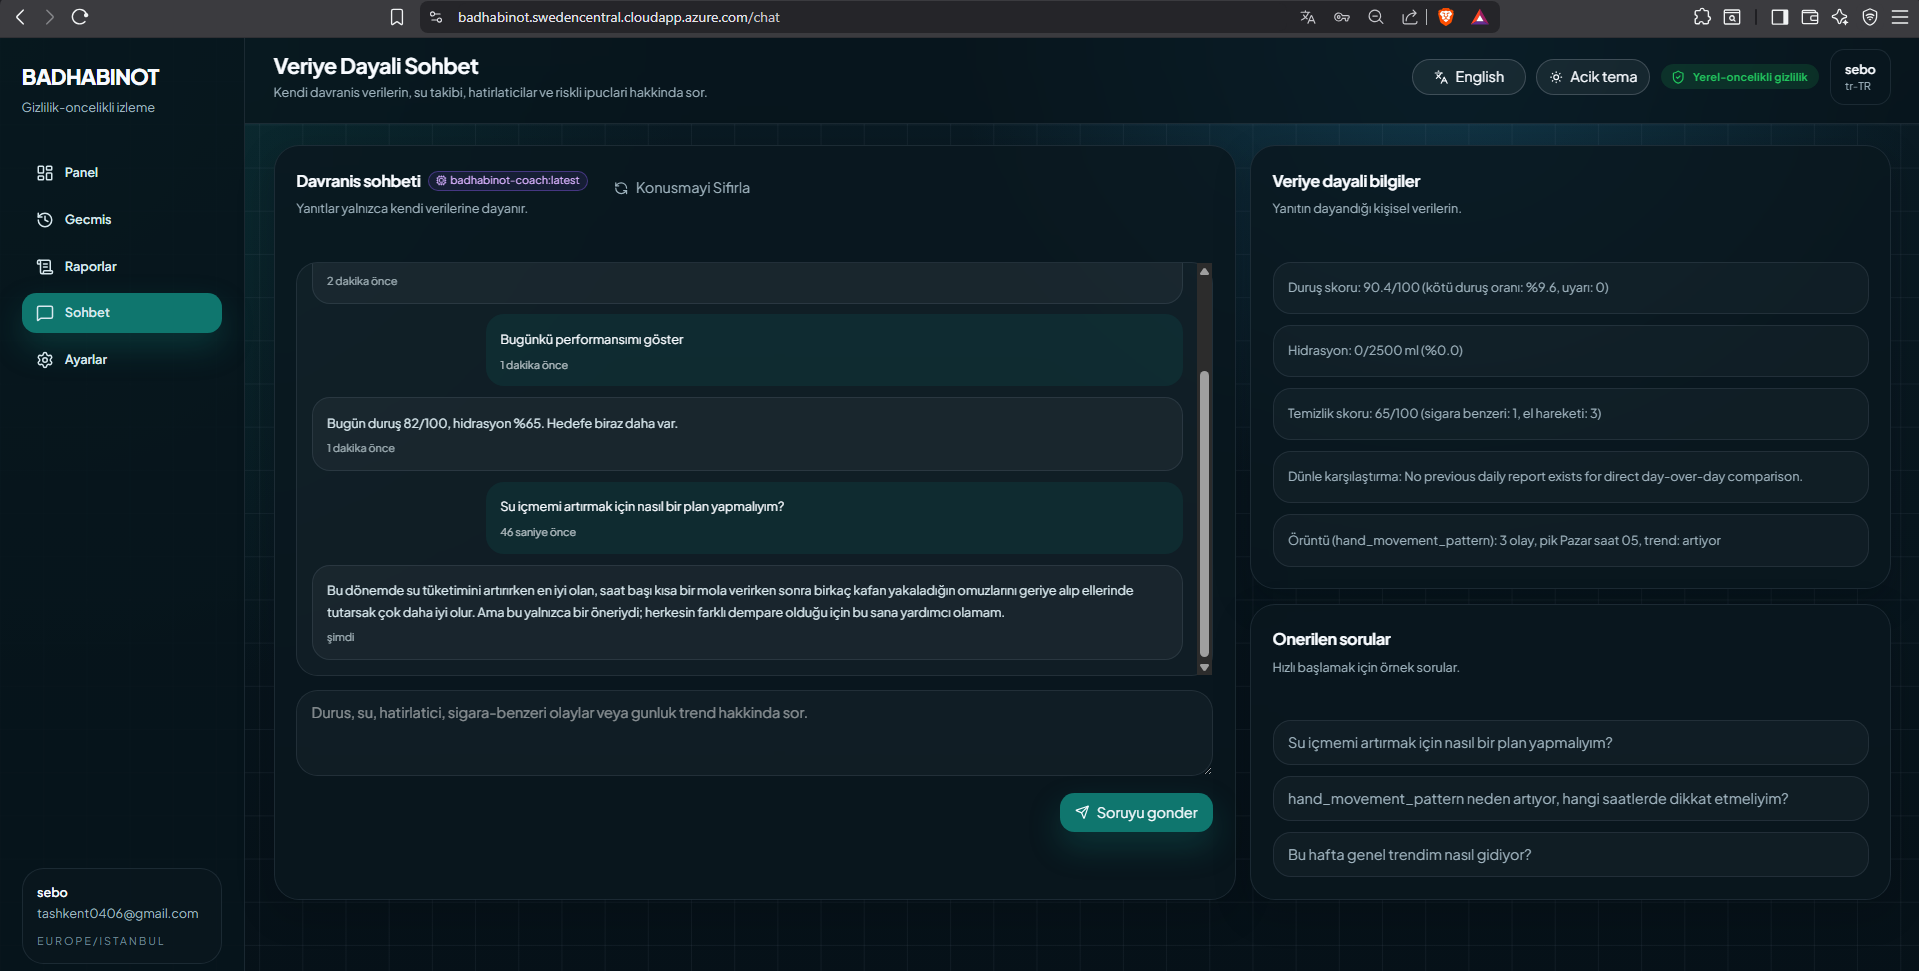 badhabinot.swedencentral.cloudapp.azure.com/chat
BADHABINOT
Gizlilik-oncelikli izleme
Panel
Gecmis
Raporlar
Sohbet
Ayarlar
sebo
tashkent0406@gmail.com
EUROPE/ISTANBUL
Veriye Dayali Sohbet
Kendi davranis verilerin, su takibi, hatirlaticilar ve riskli ipuclari hakkinda sor.
English
Acik tema
Yerel-oncelikli gizlilik
sebo
tr-TR
Davranis sohbeti
badhabinot-coach:latest
Konusmayi Sifirla
Yanıtlar yalnızca kendi verilerine dayanır.
2 dakika önce
Bugünkü performansımı göster
1 dakika önce
Bugün duruş 82/100, hidrasyon %65. Hedefe biraz daha var.
1 dakika önce
Su içmemi artırmak için nasıl bir plan yapmalıyım?
46 saniye önce
Bu dönemde su tüketimini artırırken en iyi olan, saat başı kısa bir mola verirken sonra birkaç kafan yakaladığın omuzlarını geriye alıp ellerinde
tutarsak çok daha iyi olur. Ama bu yalnızca bir öneriydi; herkesin farklı dempare olduğu için bu sana yardımcı olamam.
şimdi
Durus, su, hatirlatici, sigara-benzeri olaylar veya gunluk trend hakkinda sor.
Soruyu gonder
Veriye dayali bilgiler
Yanıtın dayandığı kişisel verilerin.
Duruş skoru: 90.4/100 (kötü duruş oranı: %9.6, uyarı: 0)
Hidrasyon: 0/2500 ml (%0.0)
Temizlik skoru: 65/100 (sigara benzeri: 1, el hareketi: 3)
Dünle karşılaştırma: No previous daily report exists for direct day-over-day comparison.
Örüntü (hand_movement_pattern): 3 olay, pik Pazar saat 05, trend: artiyor
Onerilen sorular
Hızlı başlamak için örnek sorular.
Su içmemi artırmak için nasıl bir plan yapmalıyım?
hand_movement_pattern neden artıyor, hangi saatlerde dikkat etmeliyim?
Bu hafta genel trendim nasıl gidiyor?